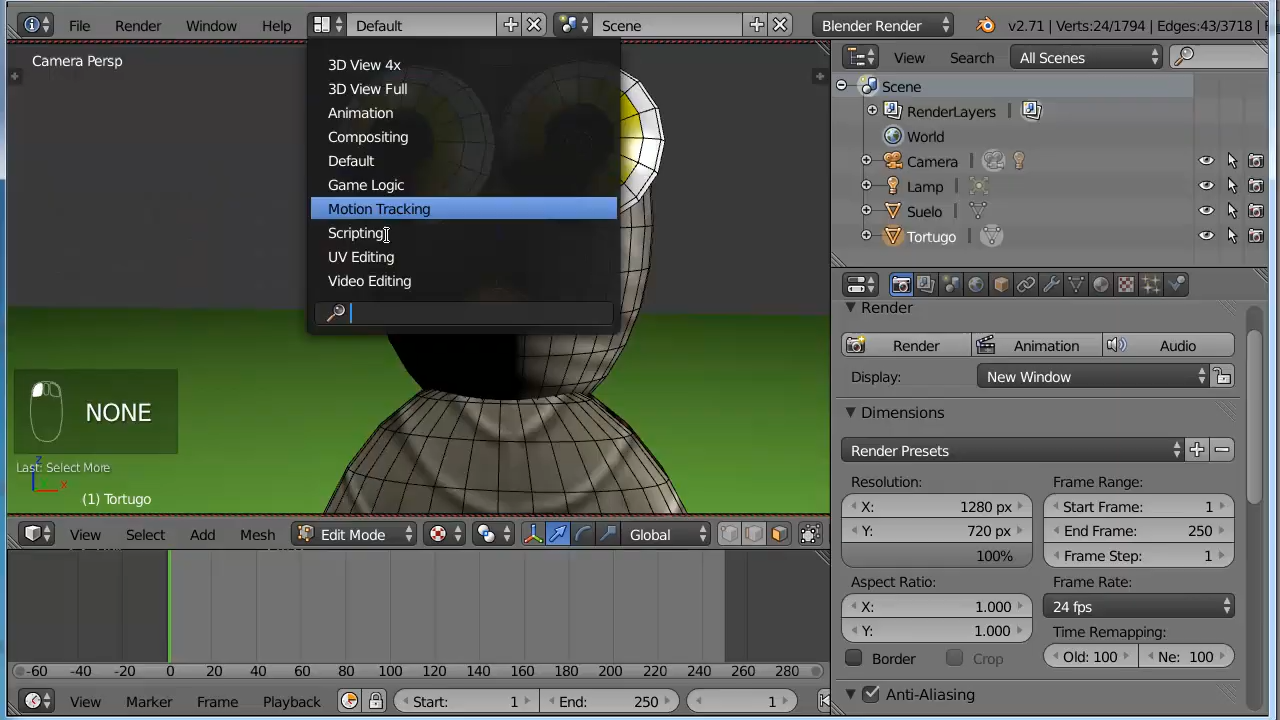 File Render Window Help Default Scene Blender Render v2.71 | Verts:24/1794 | Edges:43/3718 |
Camera Persp
View Search All Scenes
3D View 4x
3D View Full
Animation
Compositing
Default
Game Logic
Motion Tracking
Scripting
UV Editing
Video Editing
Scene
RenderLayers
World
Camera
Lamp
Suelo
Tortugo
NONE
Last: Select More
z
x
(1) Tortugo
View Select Add Mesh Edit Mode Global
Render
Render Animation Audio
Display: New Window
Dimensions
Render Presets
Resolution: Frame Range:
X: 1280 px Start Frame: 1
Y: 720 px End Frame: 250
100% Frame Step: 1
Aspect Ratio: Frame Rate:
X: 1.000 24 fps
Y: 1.000 Time Remapping:
Border Crop Old: 100 Ne: 100
Anti-Aliasing
-60 -40 -20 0 20 40 60 80 100 120 140 160 180 200 220 240 260 280
View Marker Frame Playback Start: 1 End: 250 1